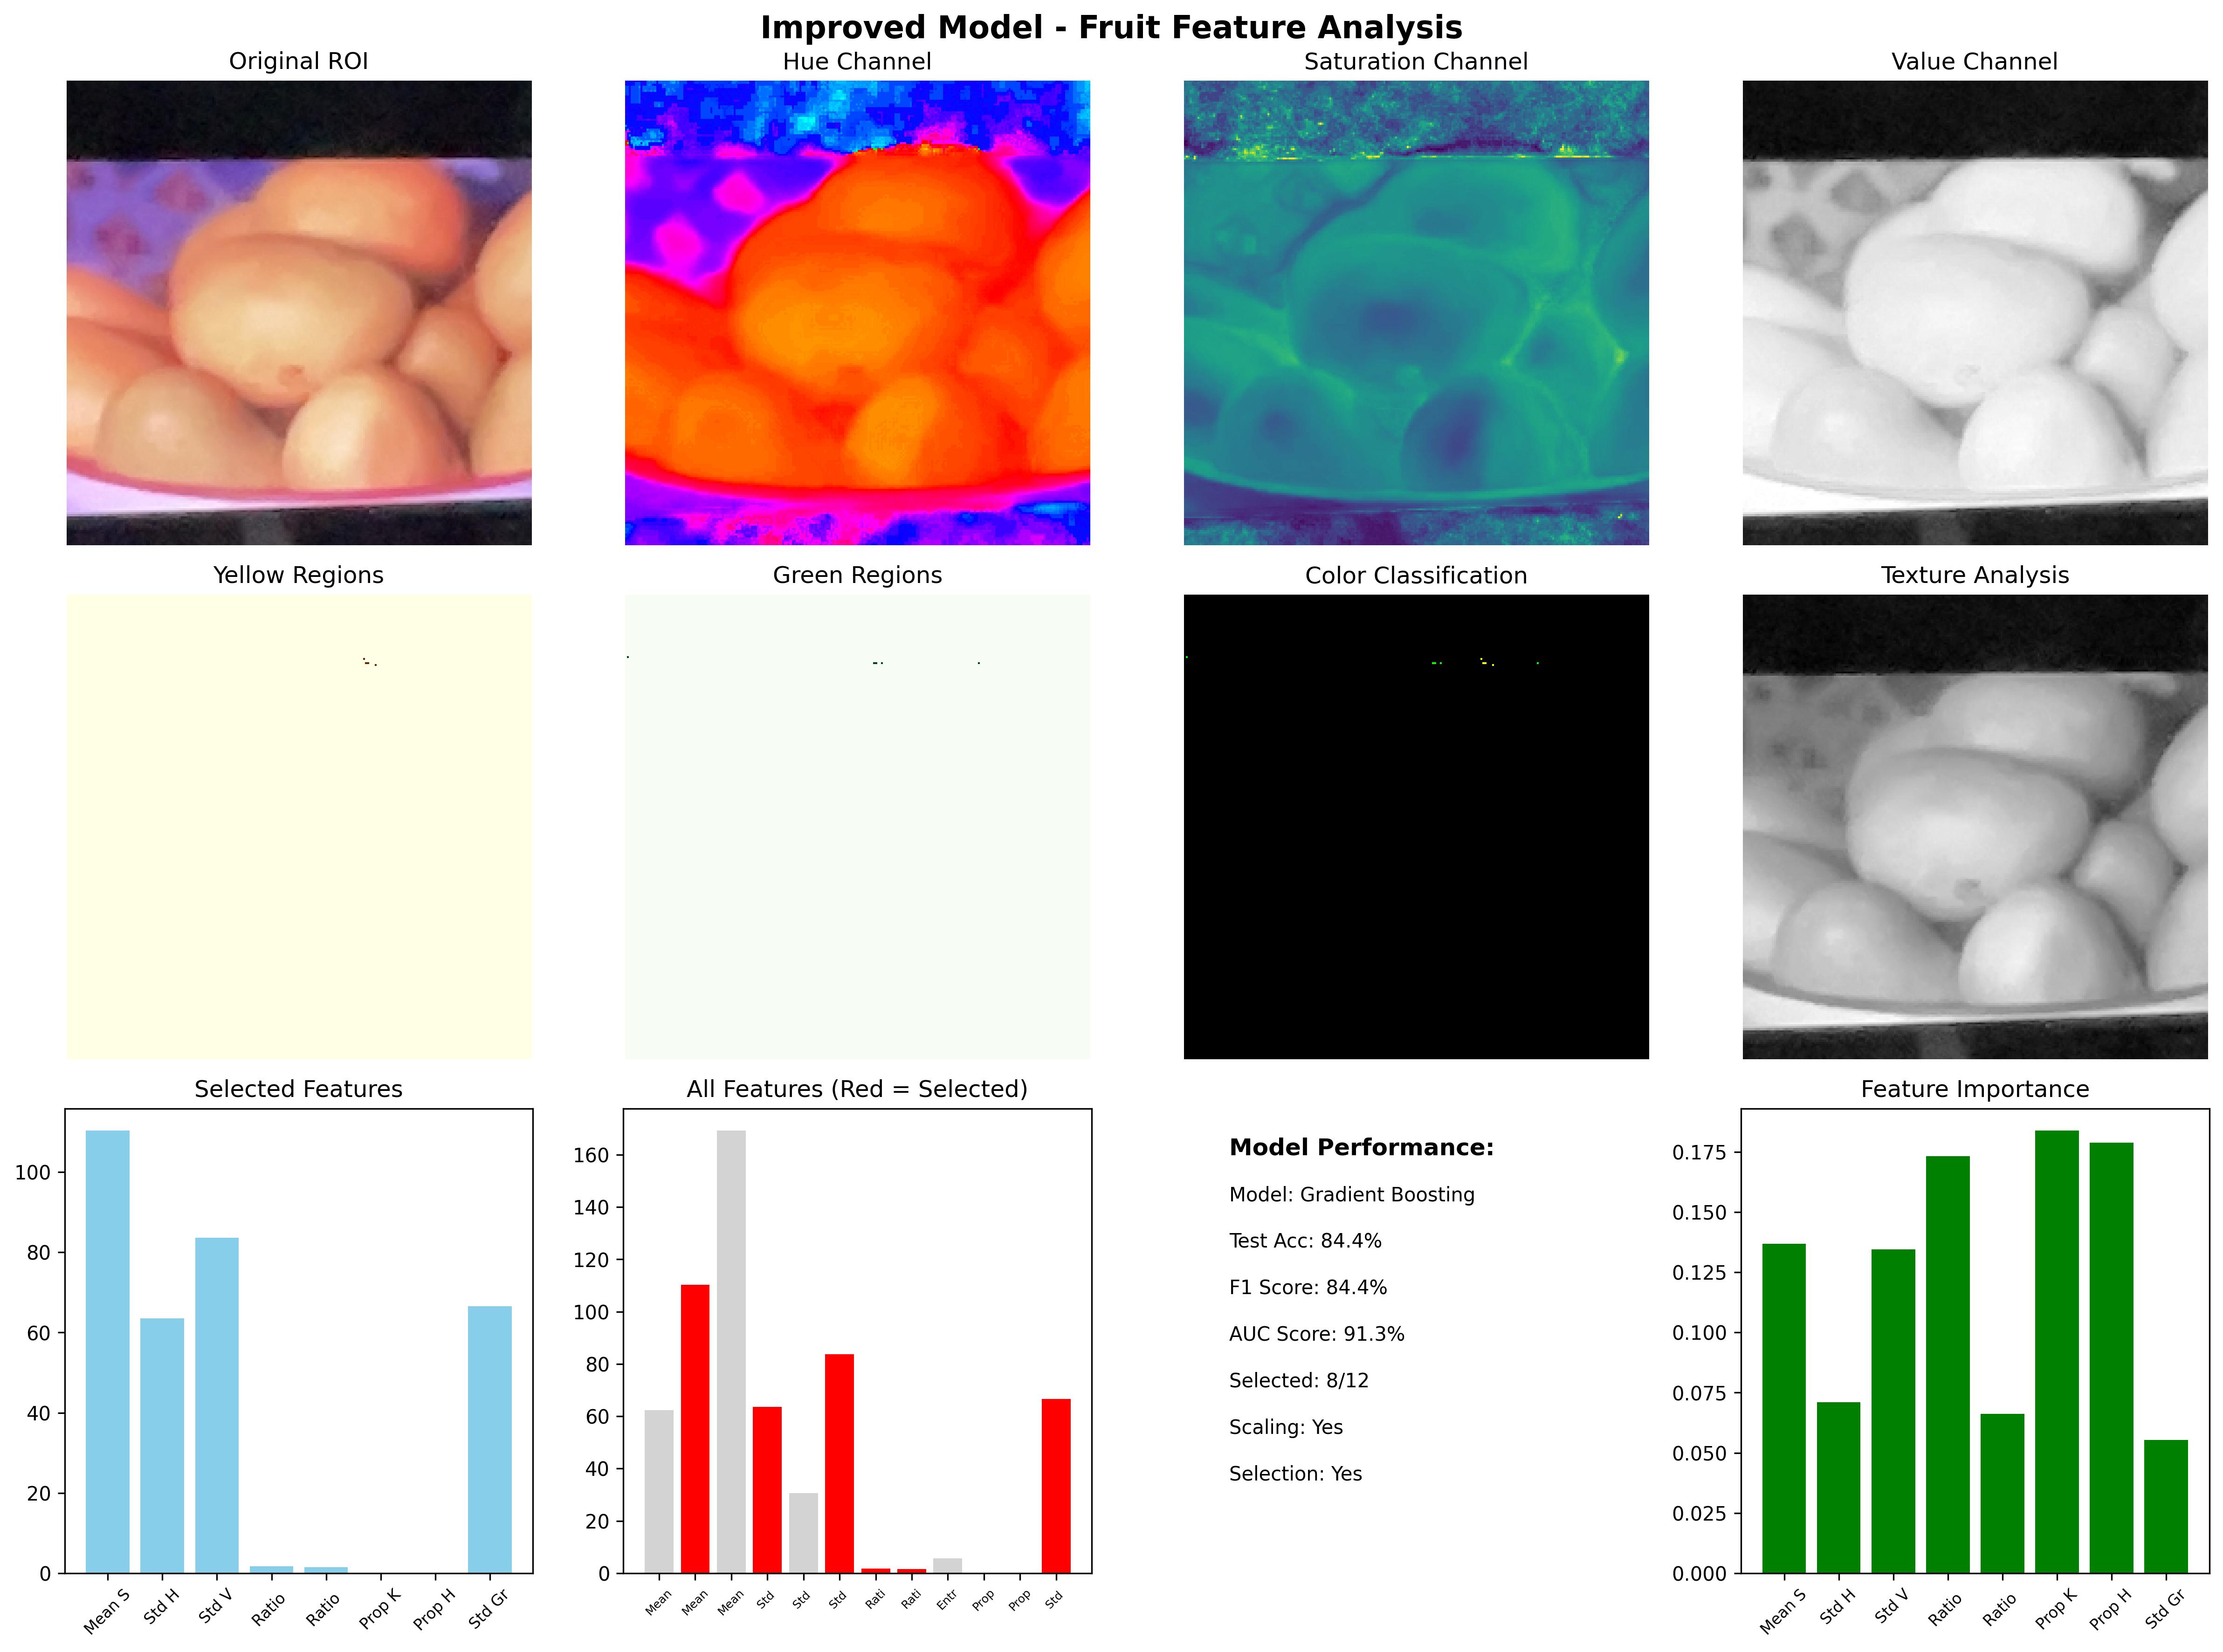 Improved Model - Fruit Feature Analysis
Original ROI
Hue Channel
Saturation Channel
Value Channel
Yellow Regions
Green Regions
Color Classification
Texture Analysis
Selected Features
100
80
60
40
20
0
Mean S
Std H
Std V
Ratio
Ratio
Prop K
Prop H
Std Gr
All Features (Red = Selected)
160
140
120
100
80
60
40
20
0
Mean
Mean
Mean
Std
Std
Std
Rati
Rati
Entr
Prop
Prop
Std
Model Performance:
Model: Gradient Boosting
Test Acc: 84.4%
F1 Score: 84.4%
AUC Score: 91.3%
Selected: 8/12
Scaling: Yes
Selection: Yes
Feature Importance
0.175
0.150
0.125
0.100
0.075
0.050
0.025
0.000
Mean S
Std H
Std V
Ratio
Ratio
Prop K
Prop H
Std Gr